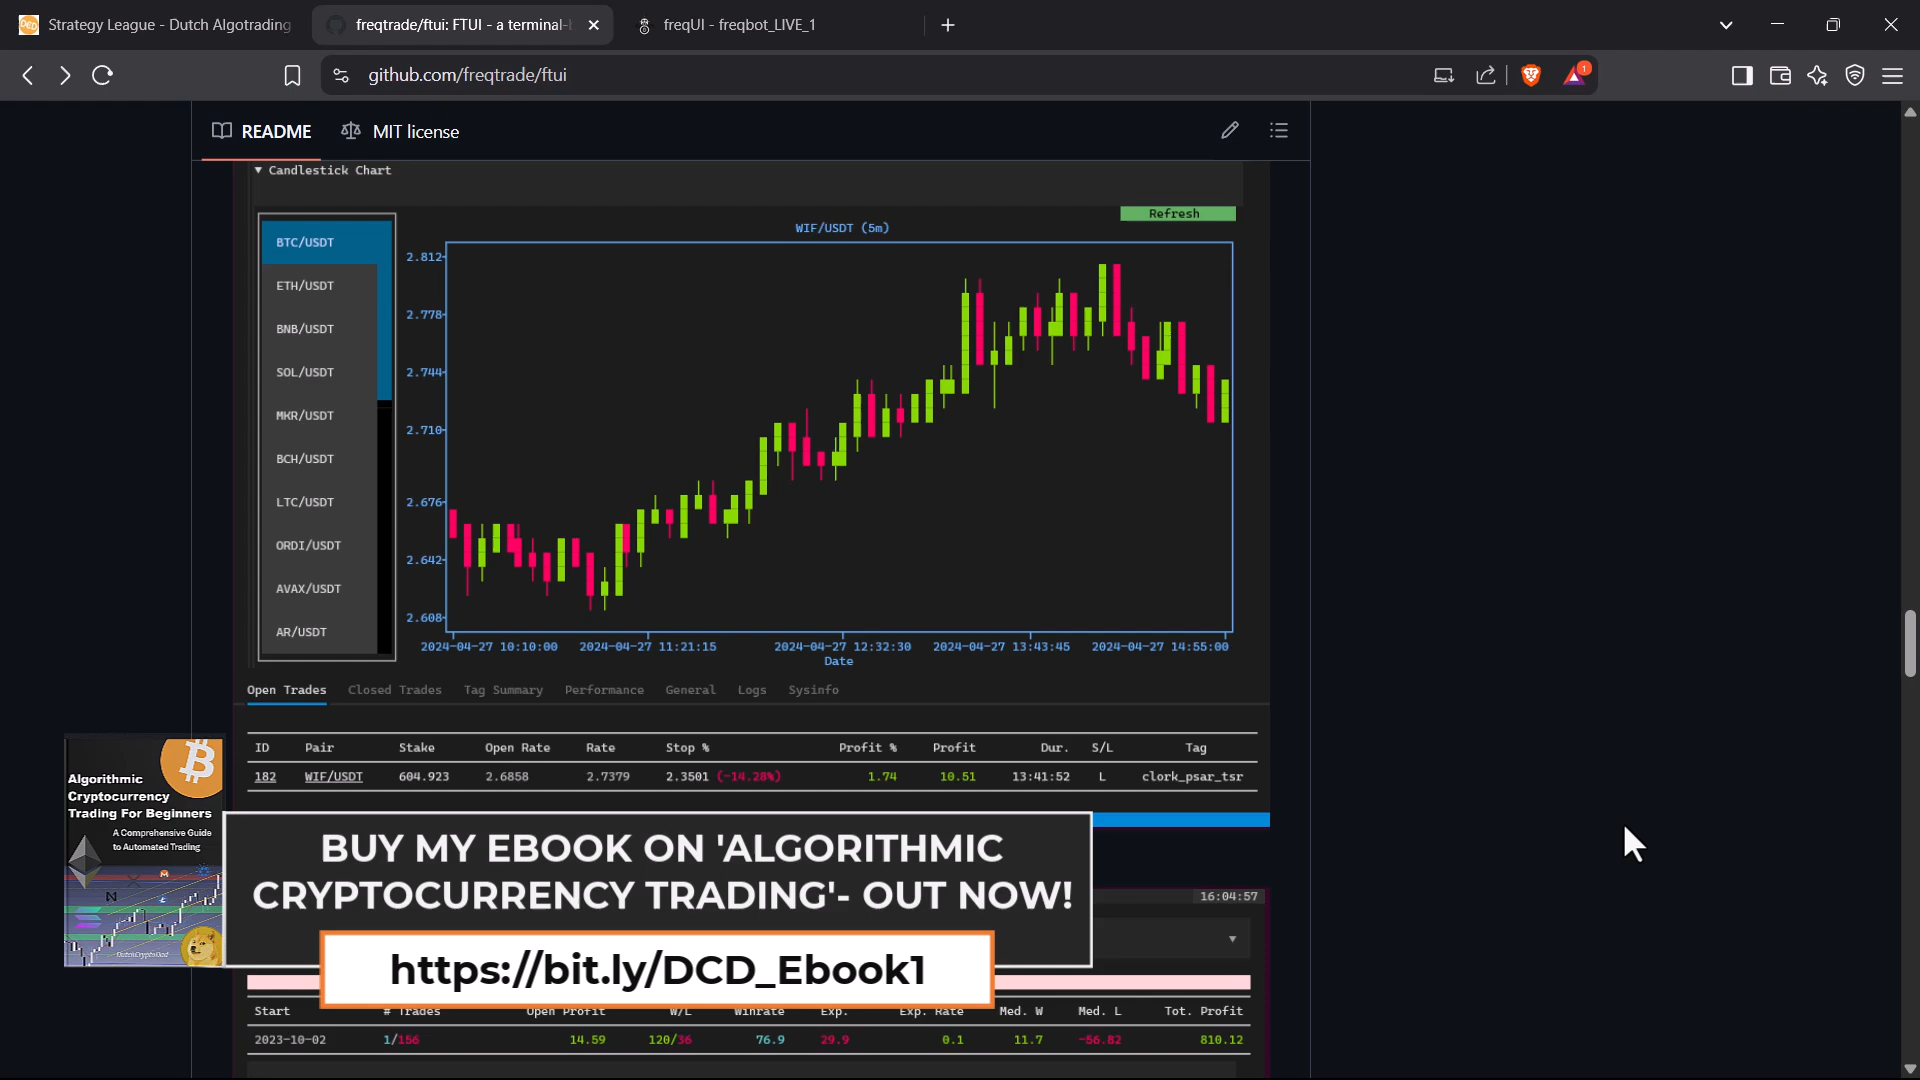 Strategy League - Dutch Algotrading
freqtrade/ftui: FTUI - a terminal-b
freqUI - freqbot_LIVE_1
github.com/freqtrade/ftui
1
README
MIT license
▼ Candlestick Chart
Refresh
WIF/USDT (5m)
BTC/USDT
ETH/USDT
BNB/USDT
SOL/USDT
MKR/USDT
BCH/USDT
LTC/USDT
ORDI/USDT
AVAX/USDT
AR/USDT
2.812
2.778
2.744
2.710
2.676
2.642
2.608
2024-04-27 10:10:00 2024-04-27 11:21:15 2024-04-27 12:32:30 2024-04-27 13:43:45 2024-04-27 14:55:00
Date
Open Trades Closed Trades Tag Summary Performance General Logs Sysinfo
ID Pair Stake Open Rate Rate Stop % Profit % Profit Dur. S/L Tag
182 WIF/USDT 604.923 2.6858 2.7379 2.3501 (-14.28%) 1.74 10.51 13:41:52 L clork_psar_tsr
Algorithmic
Cryptocurrency
Trading For Beginners
A Comprehensive Guide
to Automated Trading
DutchCryptoDad
BUY MY EBOOK ON 'ALGORITHMIC
CRYPTOCURRENCY TRADING'- OUT NOW!
https://bit.ly/DCD_Ebook1
16:04:57
Start # Trades Open Profit W/L Winrate Exp. Exp. Rate Med. W Med. L Tot. Profit
2023-10-02 1/156 14.59 120/36 76.9 29.9 0.1 11.7 -56.82 810.12